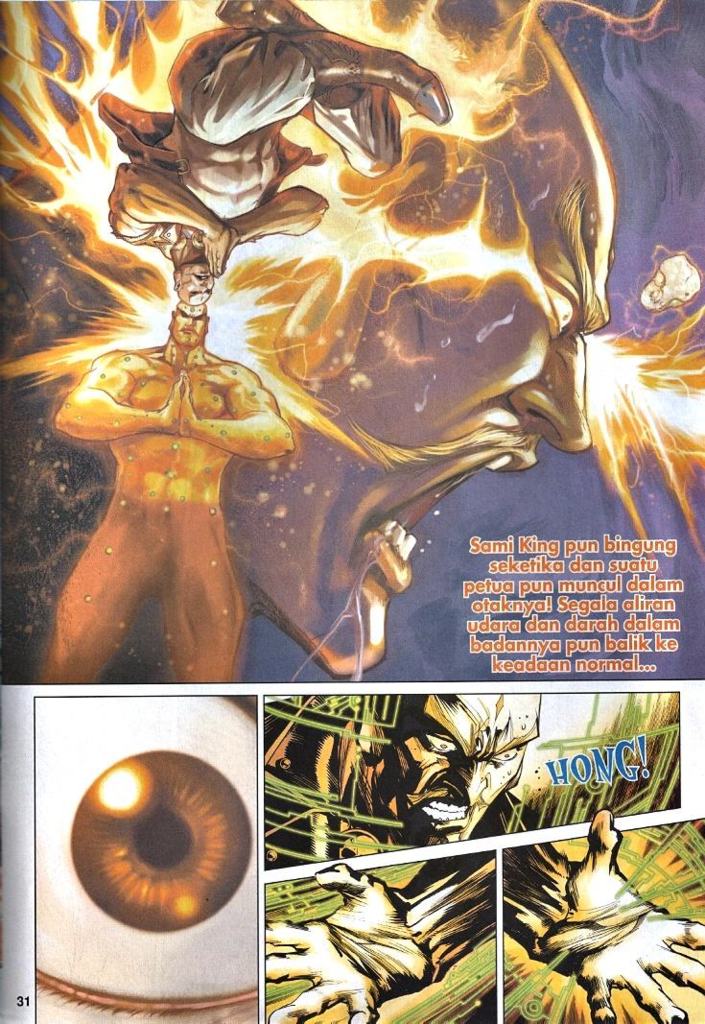 Sami King pun bingung
seketika dan suatu
petua pun muncul dalam
otaknya! Segala aliran
udara dan darah dalam
badannya pun balik ke
keadaan normal...
HONG!
31